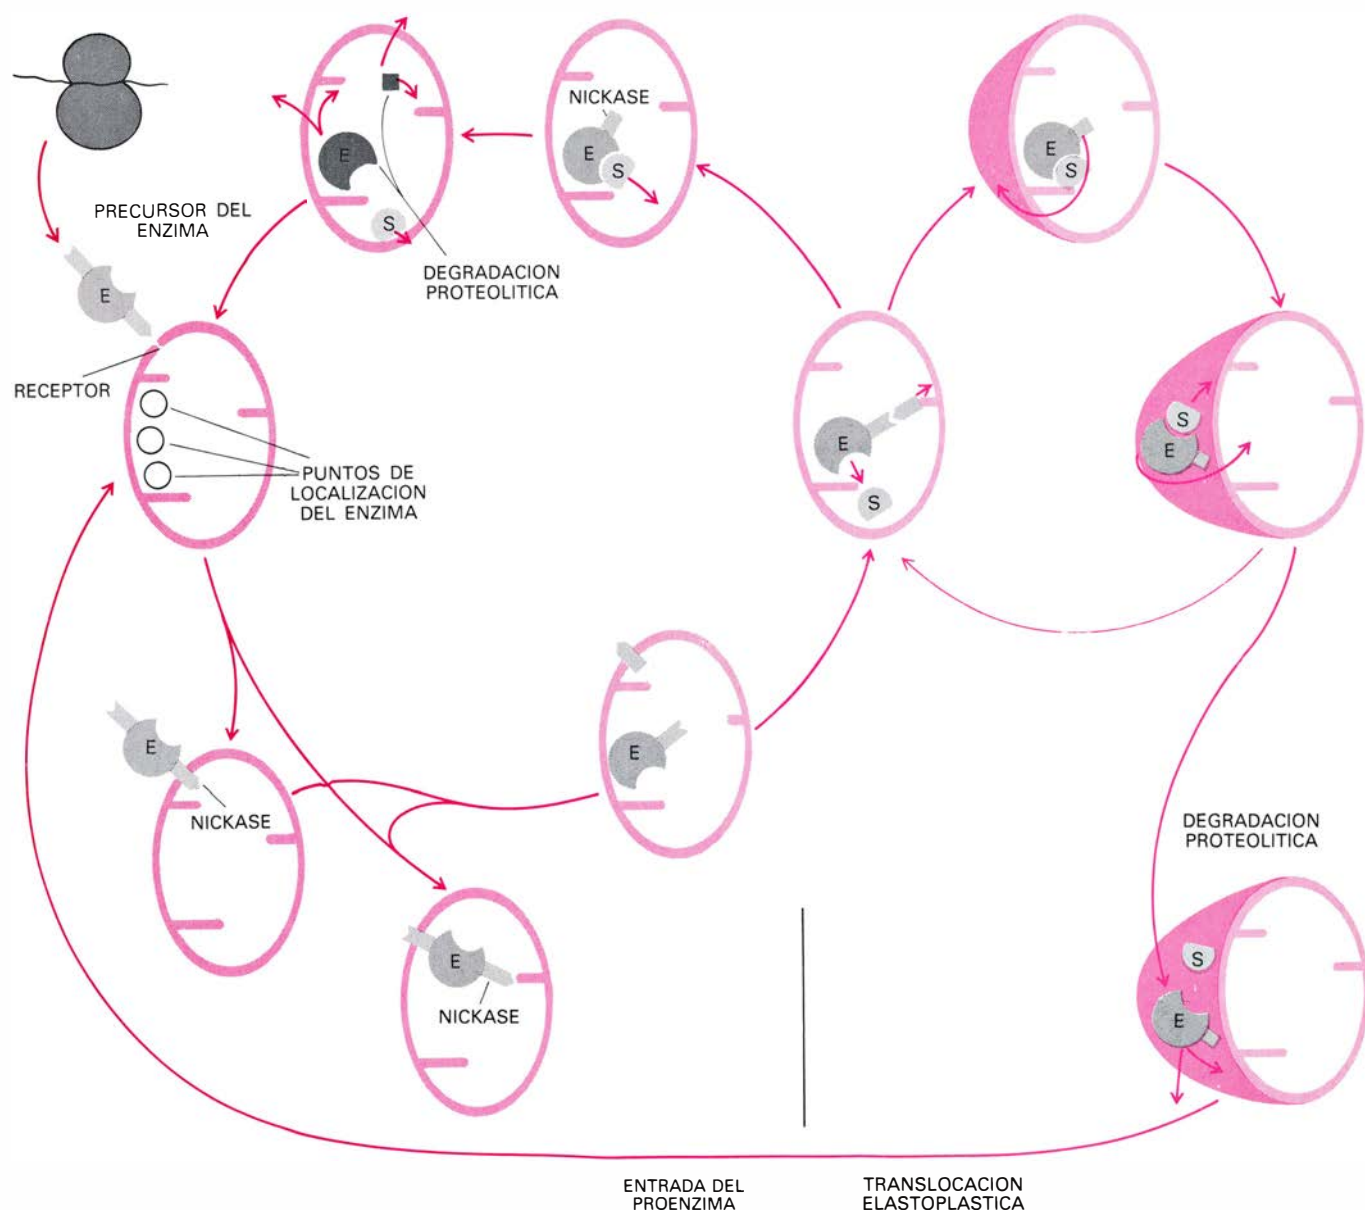 NICKASE
E
S
E
S
E
S
PRECURSOR DEL
ENZIMA
DEGRADACION
PROTEOLITICA
E
RECEPTOR
PUNTOS DE
LOCALIZACION
DEL ENZIMA
E
S
S
E
E
NICKASE
E
E
NICKASE
DEGRADACION
PROTEOLITICA
S
E
ENTRADA DEL
PROENZIMA
TRANSLOCACION
ELASTOPLASTICA